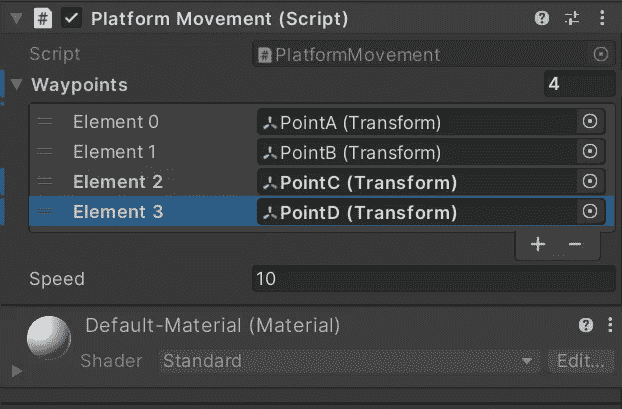 Platform Movement (Script)
Script PlatformMovement
Waypoints 4
Element 0 PointA (Transform)
Element 1 PointB (Transform)
Element 2 PointC (Transform)
Element 3 PointD (Transform)
+ −
Speed 10
Default-Material (Material)
Shader Standard Edit...